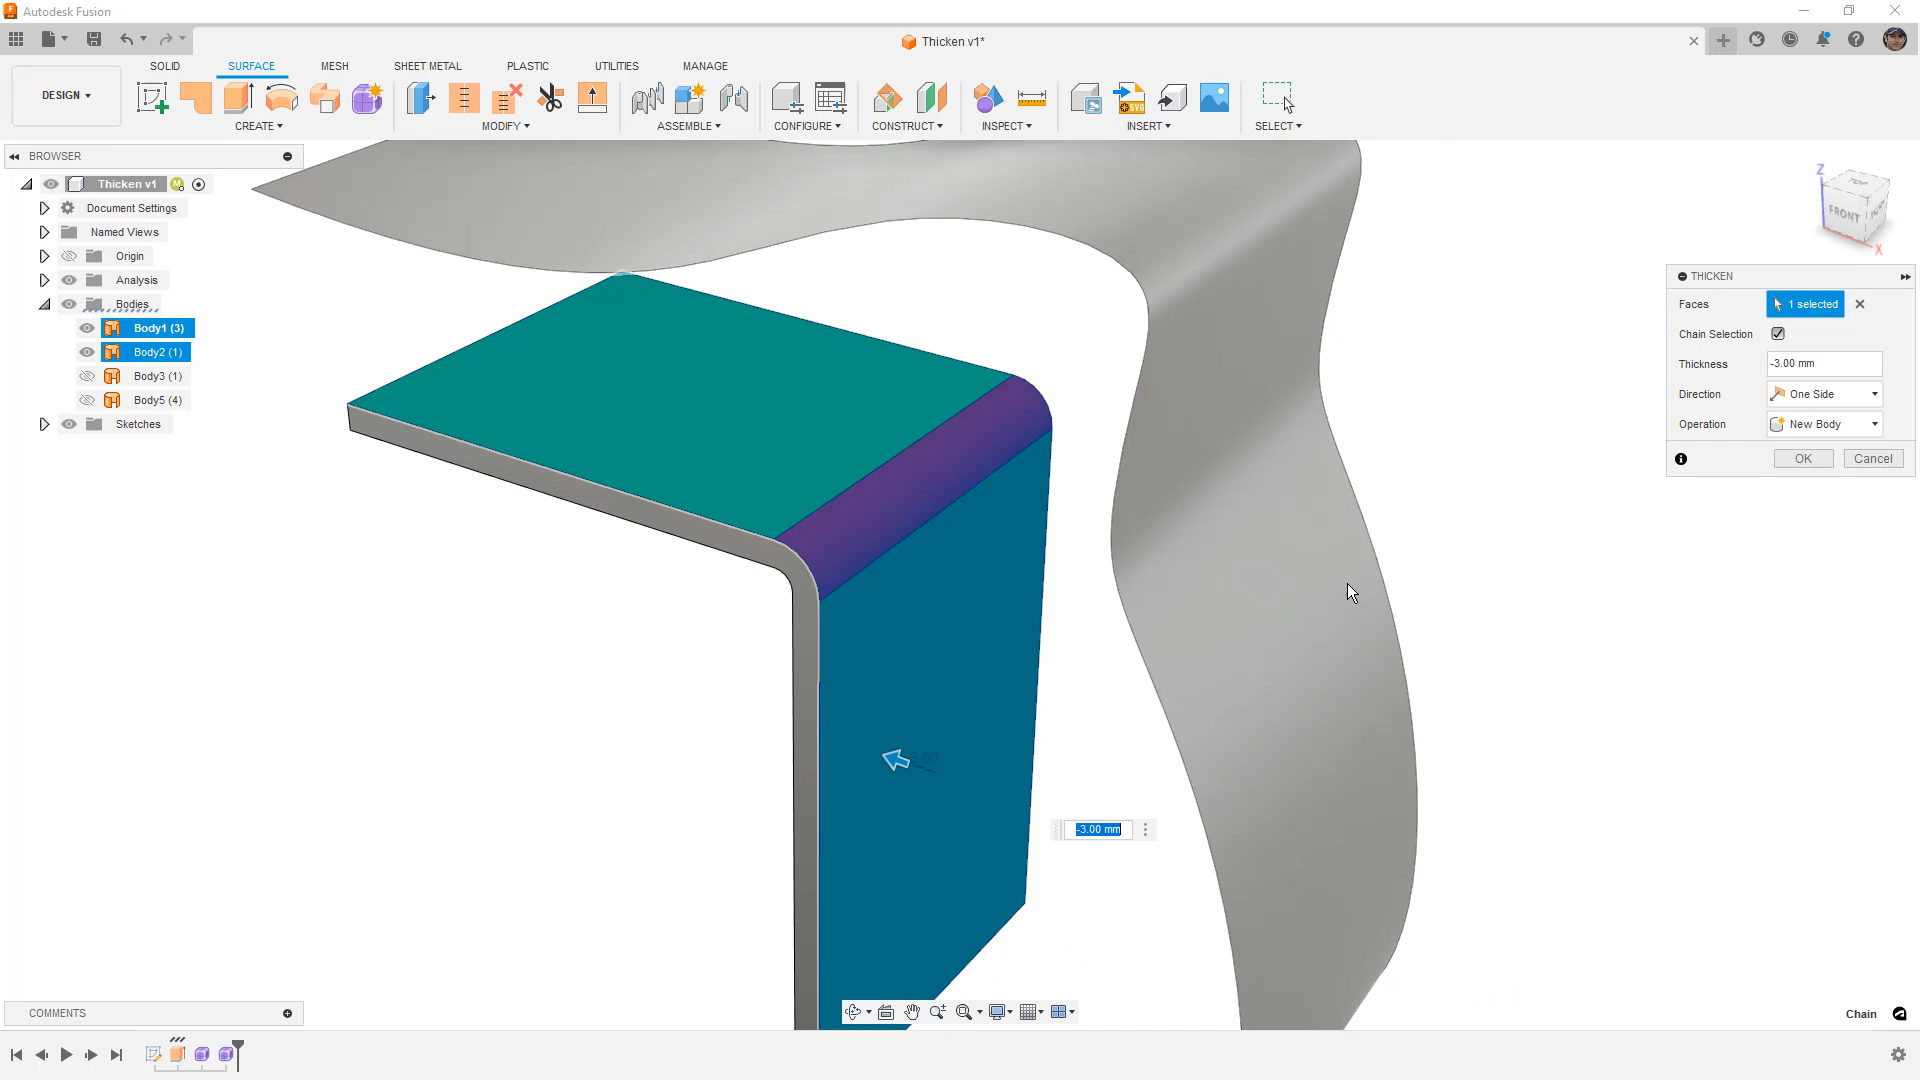 Autodesk Fusion
Thicken v1*
SOLID SURFACE MESH SHEET METAL PLASTIC UTILITIES MANAGE
DESIGN
CREATE MODIFY ASSEMBLE CONFIGURE CONSTRUCT INSPECT INSERT SELECT
SVG
BROWSER
Thicken v1
Document Settings
Named Views
Origin
Analysis
Bodies
Body1 (3)
Body2 (1)
Body3 (1)
Body5 (4)
Sketches
Z
TOP
FRONT
X
THICKEN
Faces 1 selected
Chain Selection
Thickness -3.00 mm
Direction One Side
Operation New Body
OK Cancel
-3.00 mm
COMMENTS
Chain